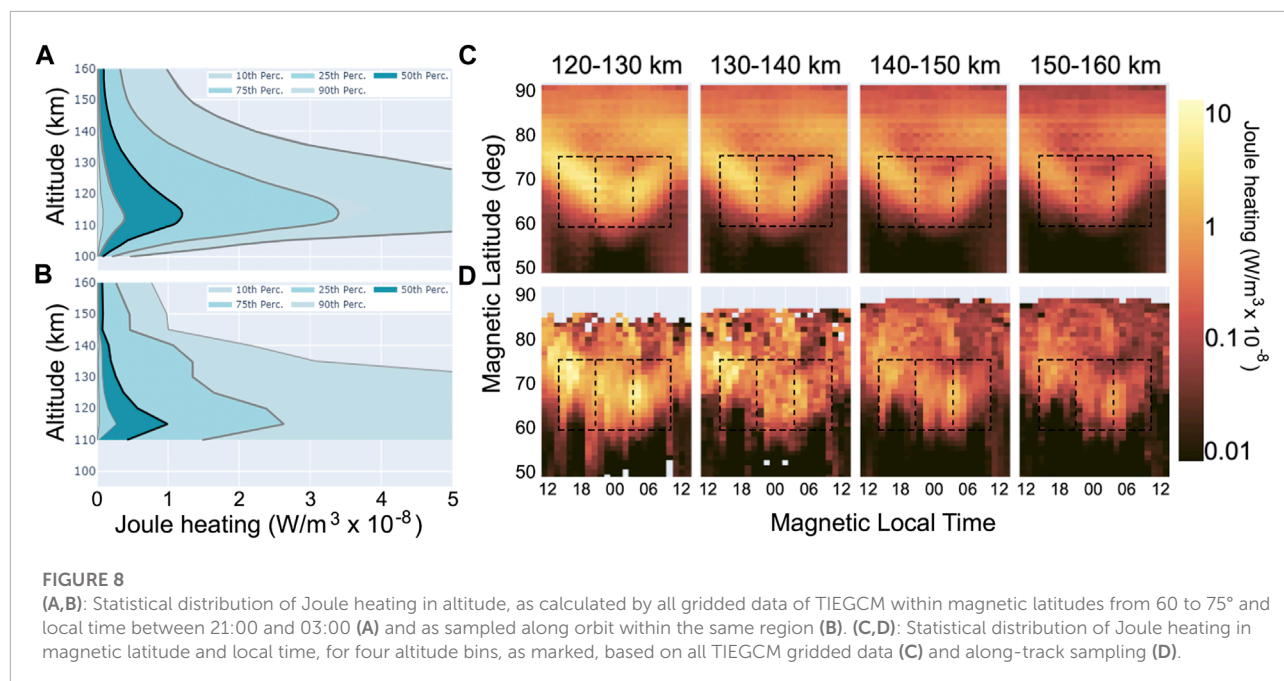 A
160
150
140
130
120
110
100
Altitude (km)
10th Perc. 25th Perc. 50th Perc.
75th Perc. 90th Perc.
B
160
150
140
130
120
110
100
Altitude (km)
10th Perc. 25th Perc. 50th Perc.
75th Perc. 90th Perc.
0 1 2 3 4 5
Joule heating (W/m³ x 10⁻⁸)
C
120-130 km 130-140 km 140-150 km 150-160 km
90
80
70
60
50
D
90
80
70
60
50
Magnetic Latitude (deg)
12 18 00 06 12 18 00 06 12 18 00 06 12 18 00 06 12
Magnetic Local Time
10
1
0.1
0.01
Joule heating (W/m³ x 10⁻⁸)
FIGURE 8
(A,B): Statistical distribution of Joule heating in altitude, as calculated by all gridded data of TIEGCM within magnetic latitudes from 60 to 75° and
local time between 21:00 and 03:00 (A) and as sampled along orbit within the same region (B). (C,D): Statistical distribution of Joule heating in
magnetic latitude and local time, for four altitude bins, as marked, based on all TIEGCM gridded data (C) and along-track sampling (D).